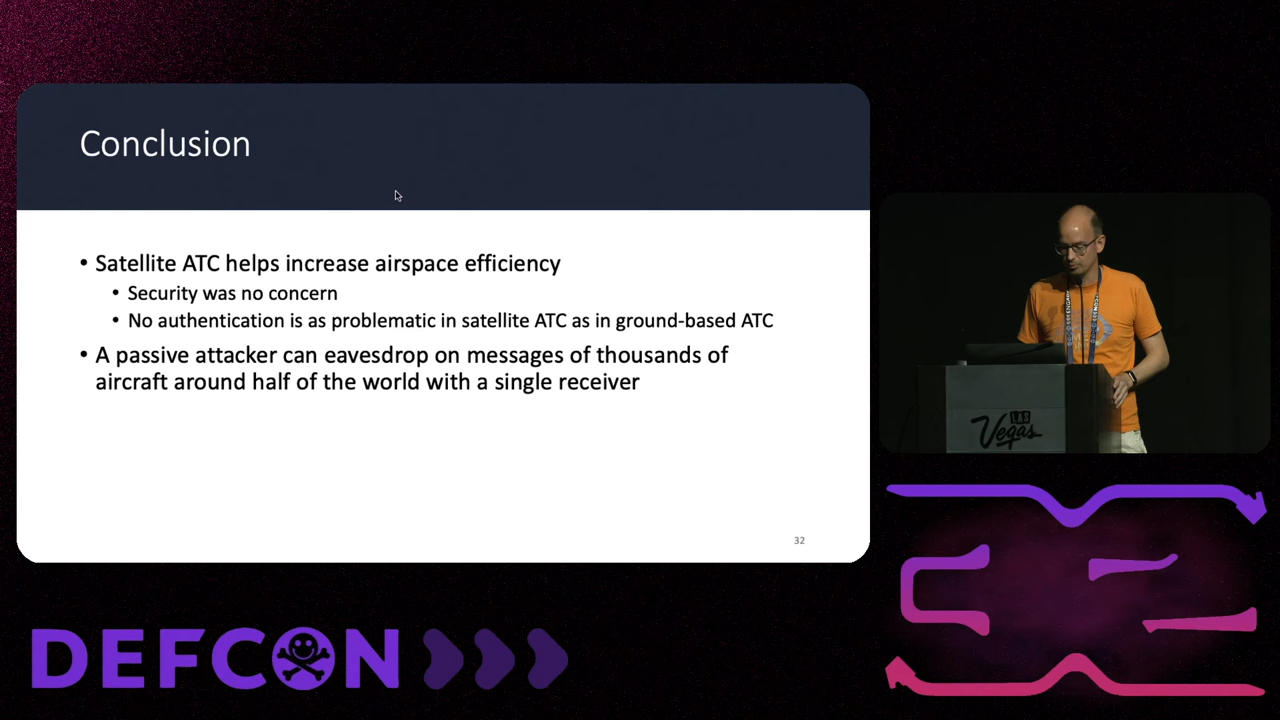 Conclusion
• Satellite ATC helps increase airspace efficiency
• Security was no concern
• No authentication is as problematic in satellite ATC as in ground-based ATC
• A passive attacker can eavesdrop on messages of thousands of
aircraft around half of the world with a single receiver
32
LAS
Vegas
DEFCON